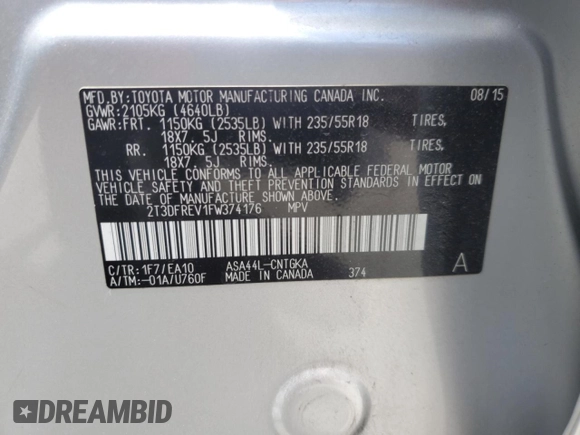 MFD.BY:TOYOTA MOTOR MANUFACTURING CANADA INC. 08/15
GVWR:2105KG (4640LB)
GAWR:FRT. 1150KG (2535LB) WITH 235/55R18 TIRES,
18X7. 5J RIMS.
RR. 1150KG (2535LB) WITH 235/55R18 TIRES,
18X7. 5J RIMS.
THIS VEHICLE CONFORMS TO ALL APPLICABLE FEDERAL MOTOR
VEHICLE SAFETY AND THEFT PREVENTION STANDARDS IN EFFECT ON
THE DATE OF MANUFACTURE SHOWN ABOVE.
2T3DFREV1FW374176 MPV
C/TR:1F7/EA10 ASA44L-CNTGKA A
A/TM:-01A/U760F MADE IN CANADA 374
DREAMBID